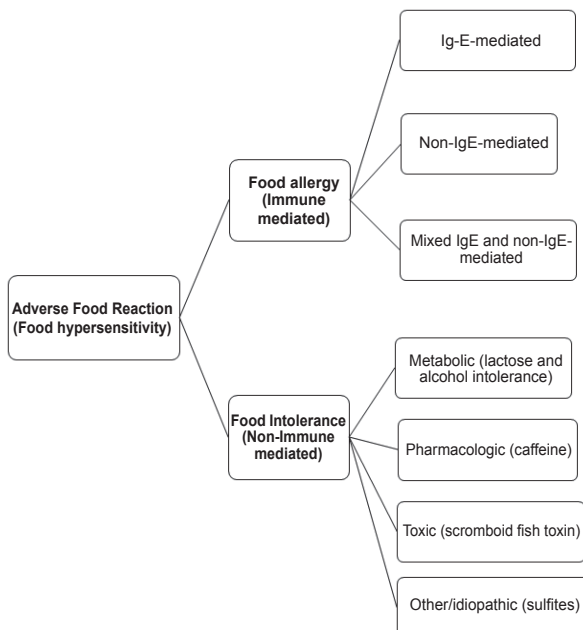 Ig-E-mediated
Non-IgE-mediated
Food allergy
(Immune
mediated)
Mixed IgE and non-IgE-
mediated
Adverse Food Reaction
(Food hypersensitivity)
Metabolic (lactose and
alcohol intolerance)
Food Intolerance
(Non-Immune
mediated)
Pharmacologic (caffeine)
Toxic (scromboid fish toxin)
Other/idiopathic (sulfites)